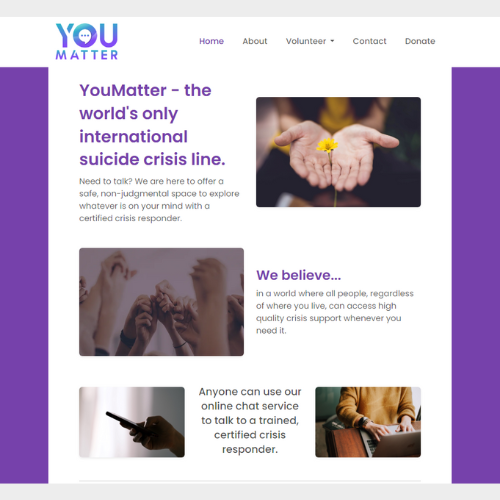 YOU
MATTER
Home About Volunteer Contact Donate
YouMatter - the
world's only
international
suicide crisis line.
Need to talk? We are here to offer a
safe, non-judgmental space to explore
whatever is on your mind with a
certified crisis responder.
We believe...
in a world where all people, regardless
of where you live, can access high
quality crisis support whenever you
need it.
Anyone can use our
online chat service
to talk to a trained,
certified crisis
responder.